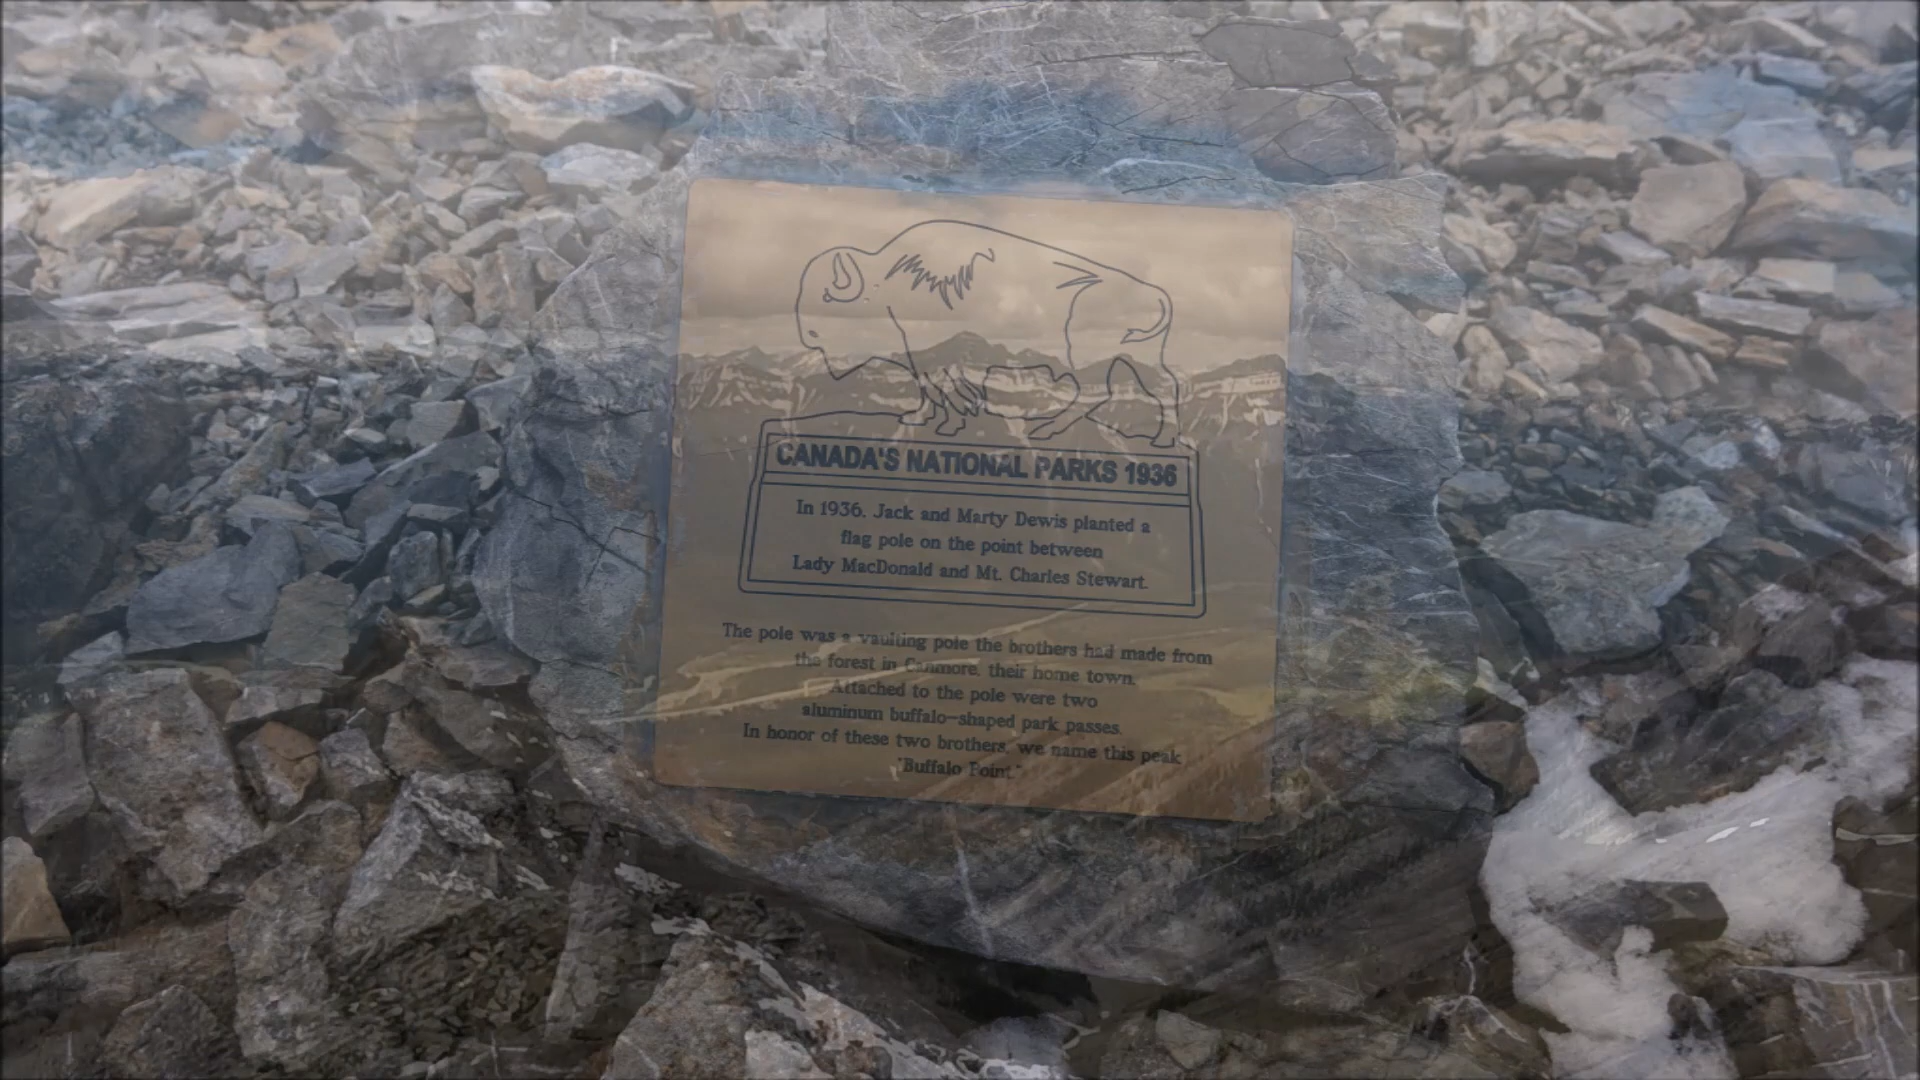 CANADA'S NATIONAL PARKS 1936
In 1936, Jack and Marty Dewis planted a
flag pole on the point between
Lady MacDonald and Mt. Charles Stewart.
The pole was a vaulting pole the brothers had made from
the forest in Canmore, their home town.
Attached to the pole were two
aluminum buffalo-shaped park passes.
In honor of these two brothers, we name this peak
"Buffalo Point."